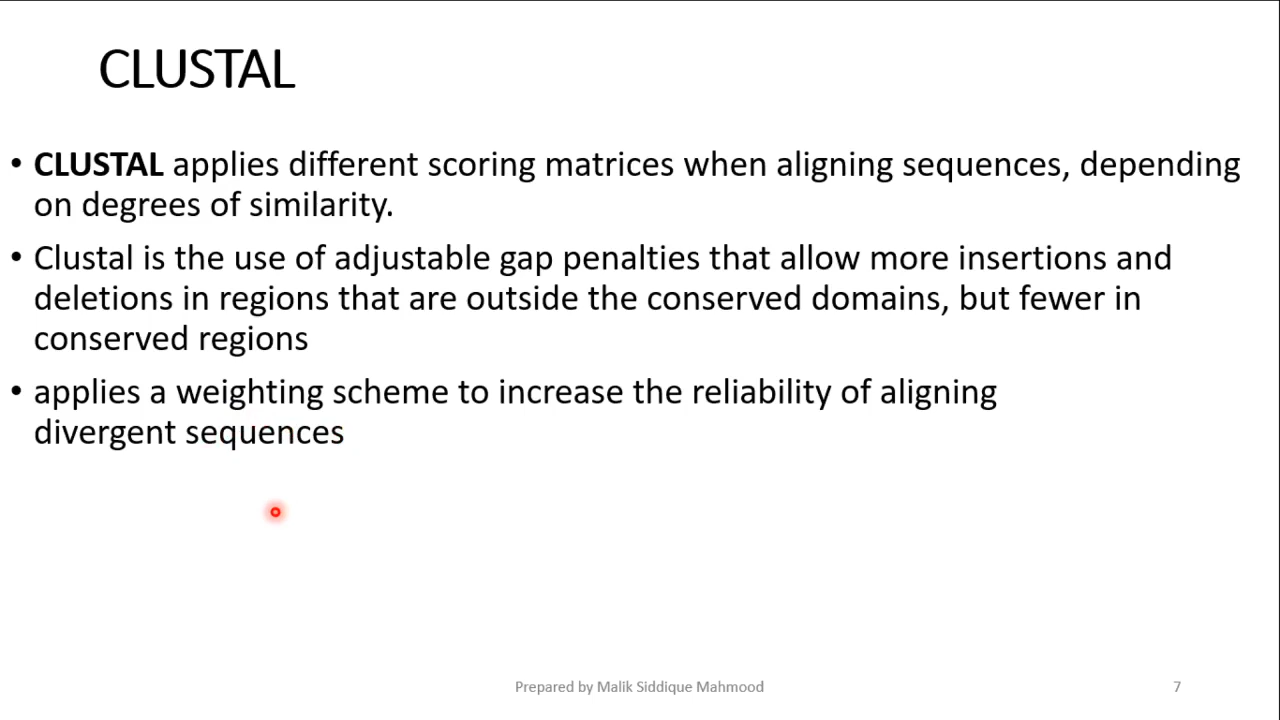 CLUSTAL
• CLUSTAL applies different scoring matrices when aligning sequences, depending
on degrees of similarity.
• Clustal is the use of adjustable gap penalties that allow more insertions and
deletions in regions that are outside the conserved domains, but fewer in
conserved regions
• applies a weighting scheme to increase the reliability of aligning
divergent sequences
Prepared by Malik Siddique Mahmood
7